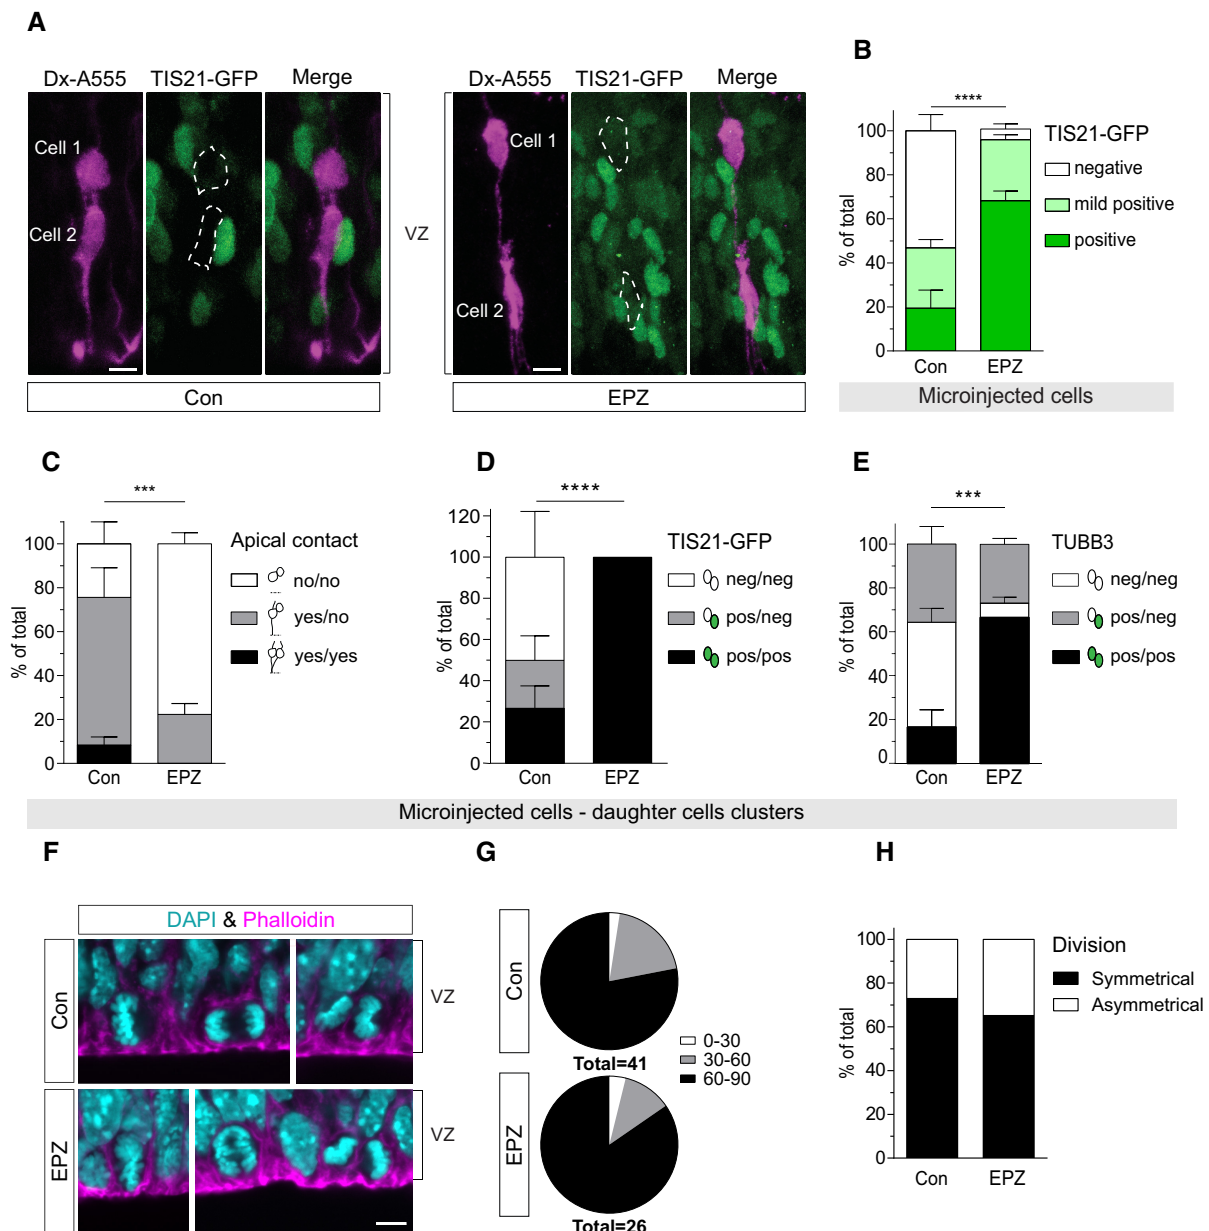 A
Dx-A555 TIS21-GFP Merge
Cell 1
Cell 2
Con
VZ
Dx-A555 TIS21-GFP Merge
Cell 1
Cell 2
EPZ
B
****
% of total
100
80
60
40
20
0
Con EPZ
TIS21-GFP
negative
mild positive
positive
Microinjected cells
C
***
% of total
100
80
60
40
20
0
Con EPZ
Apical contact
no/no
yes/no
yes/yes
D
****
% of total
120
100
80
60
40
20
0
Con EPZ
TIS21-GFP
neg/neg
pos/neg
pos/pos
E
***
% of total
100
80
60
40
20
0
Con EPZ
TUBB3
neg/neg
pos/neg
pos/pos
Microinjected cells - daughter cells clusters
F
DAPI & Phalloidin
Con
VZ
EPZ
VZ
G
Con
Total=41
0-30
30-60
60-90
EPZ
Total=26
H
% of total
100
80
60
40
20
0
Con EPZ
Division
Symmetrical
Asymmetrical